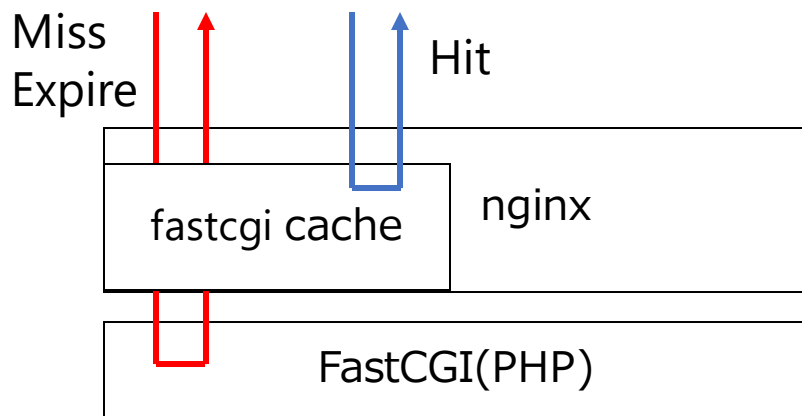 Miss
Expire
Hit
nginx
fastcgi cache
FastCGI(PHP)